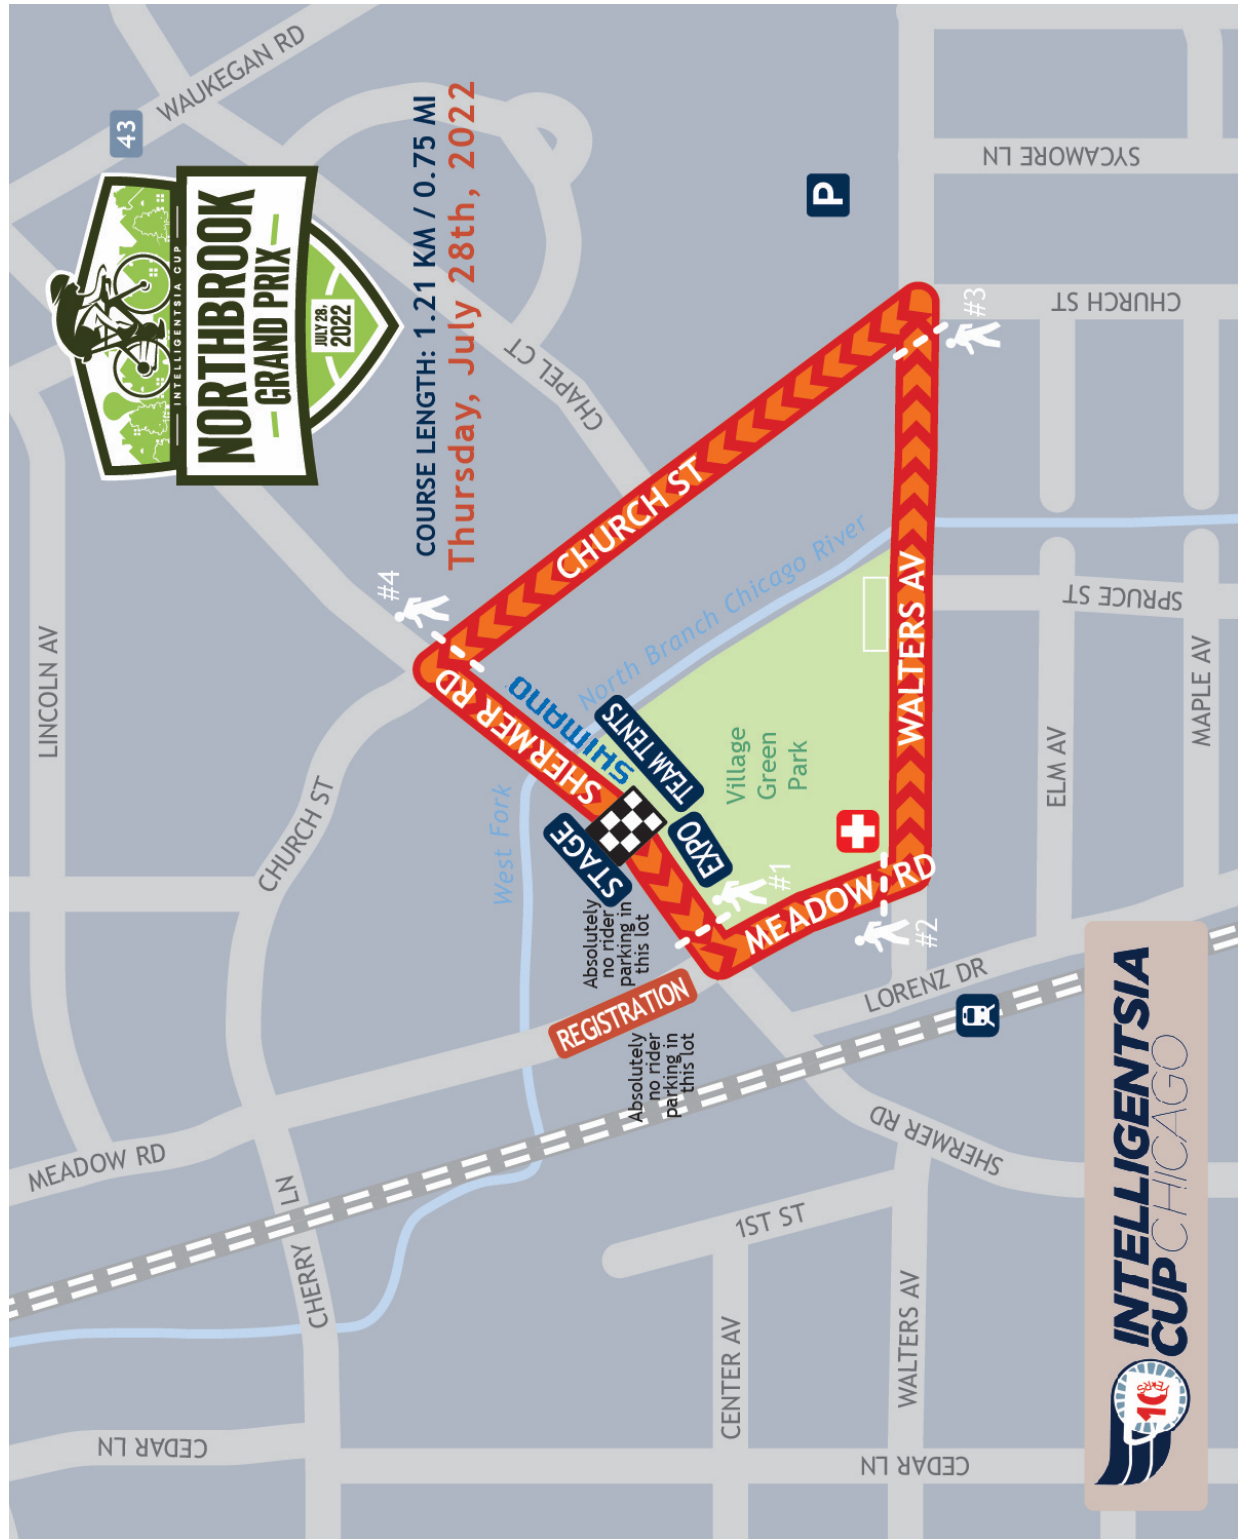 43
WAUKEGAN RD
INTELLIGENTSIA CUP
NORTHBROOK
GRAND PRIX
JULY 28,
2022
COURSE LENGTH: 1.21 KM / 0.75 MI
Thursday, July 28th, 2022
P
SYCAMORE LN
CHURCH ST
#3
CHAPEL CT
CHURCH ST
#4
LINCOLN AV
CHURCH ST
SHERMER RD
SHIMANO
North Branch Chicago River
West Fork
STAGE
TEAM TENTS
EXPO
Village
Green
Park
WALTERS AV
SPRUCE ST
ELM AV
MAPLE AV
#1
MEADOW RD
#2
Absolutely
no rider
parking in
this lot
REGISTRATION
Absolutely
no rider
parking in
this lot
LORENZ DR
SHERMER RD
MEADOW RD
CHERRY LN
1ST ST
CENTER AV
WALTERS AV
CEDAR LN
CEDAR LN
10
YEARS
INTELLIGENTSIA
CUP CHICAGO